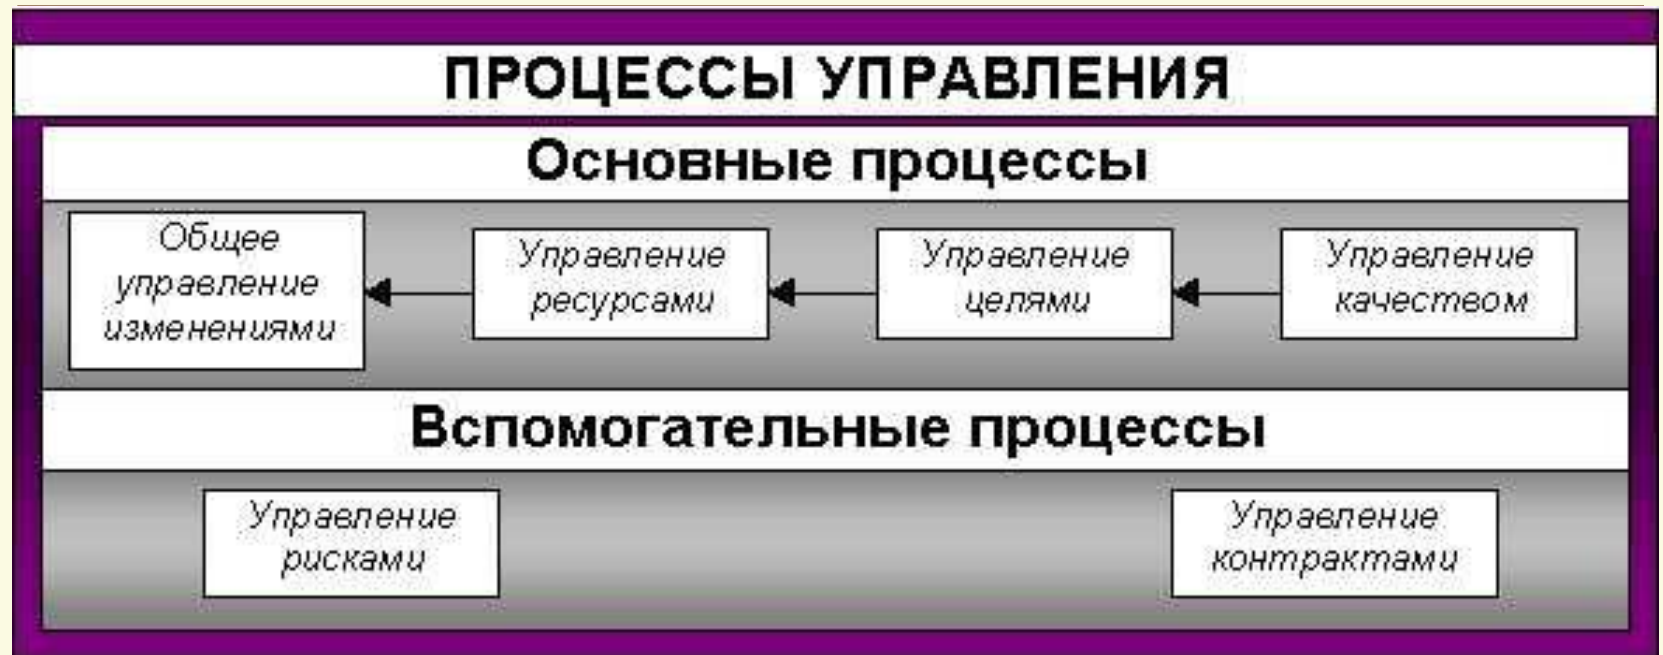 ПРОЦЕССЫ УПРАВЛЕНИЯ
Основные процессы
Общее
управление
изменениями
Управление
ресурсами
Управление
целями
Управление
качеством
Вспомогательные процессы
Управление
рисками
Управление
контрактами